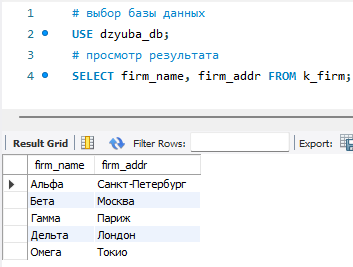 1 # выбор базы данных
2 USE dzyuba_db;
3 # просмотр результата
4 SELECT firm_name, firm_addr FROM k_firm;
Result Grid Filter Rows: Export:
firm_name firm_addr
Альфа Санкт-Петербург
Бета Москва
Гамма Париж
Дельта Лондон
Омега Токио